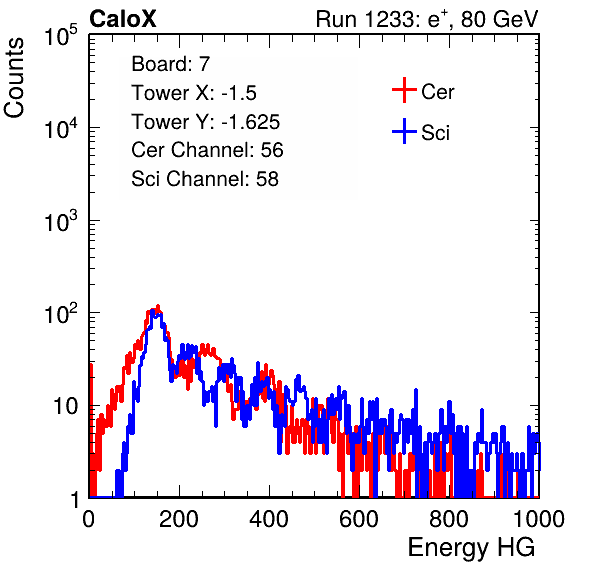 CaloX Run 1233: e⁺, 80 GeV
Counts
Board: 7
Tower X: -1.5
Tower Y: -1.625
Cer Channel: 56
Sci Channel: 58
Cer
Sci
10⁵
10⁴
10³
10²
10
1
0 200 400 600 800 1000
Energy HG